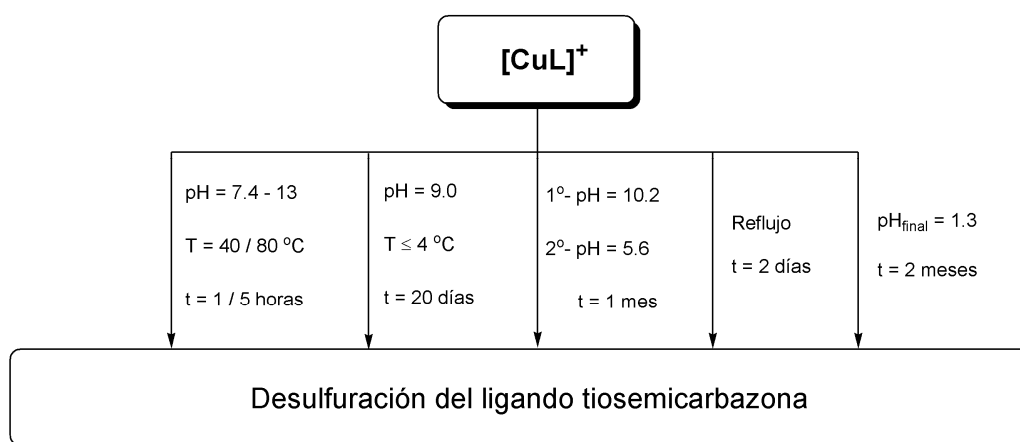 [CuL]⁺
pH = 7.4 - 13
T = 40 / 80 ºC
t = 1 / 5 horas
pH = 9.0
T ≤ 4 ºC
t = 20 días
1º- pH = 10.2
2º- pH = 5.6
t = 1 mes
Reflujo
t = 2 días
pHfinal = 1.3
t = 2 meses
Desulfuración del ligando tiosemicarbazona